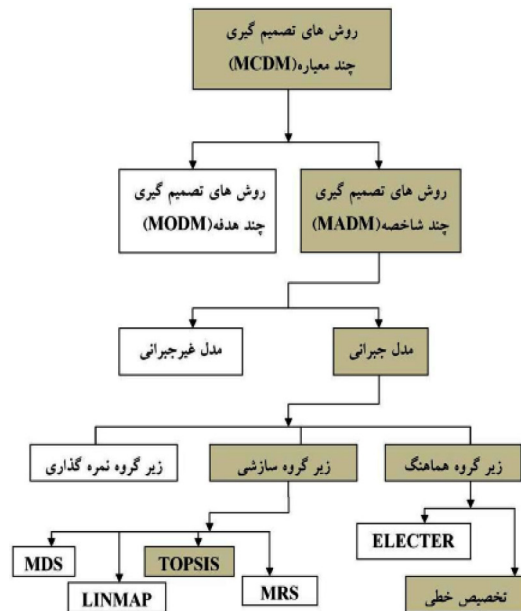 روش های تصمیم گیری
چند معیاره(MCDM)
روش های تصمیم گیری
چند شاخصه(MADM)
روش های تصمیم گیری
چند هدفه(MODM)
مدل جبرانی
مدل غیرجبرانی
زیر گروه هماهنگ
زیر گروه سازشی
زیر گروه نمره گذاری
ELECTER
تخصیص خطی
MRS
TOPSIS
LINMAP
MDS